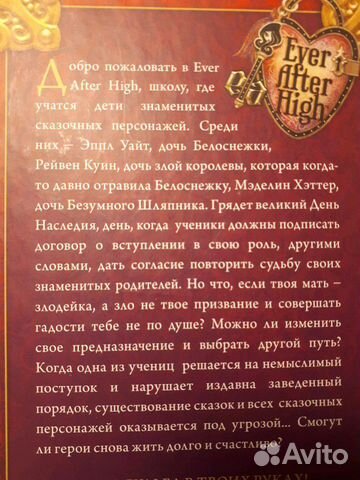 Ever
After
High
Добро пожаловать в Ever
After High, школу, где
учатся дети знаменитых
сказочных персонажей. Среди
них – Эппл Уайт, дочь Белоснежки,
Рейвен Куин, дочь злой королевы, которая когда-
то давно отравила Белоснежку, Мэделин Хэттер,
дочь Безумного Шляпника. Грядет великий День
Наследия, день, когда ученики должны подписать
договор о вступлении в свою роль, другими
словами, дать согласие повторить судьбу своих
знаменитых родителей. Но что, если твоя мать –
злодейка, а зло не твое призвание и совершать
гадости тебе не по душе? Можно ли изменить
свое предназначение и выбрать другой путь?
Когда одна из учениц решается на немыслимый
поступок и нарушает издавна заведенный
порядок, существование сказок и всех сказочных
персонажей оказывается под угрозой... Смогут
ли герои снова жить долго и счастливо?
В ТВОИХ РУКАХ!
Avito